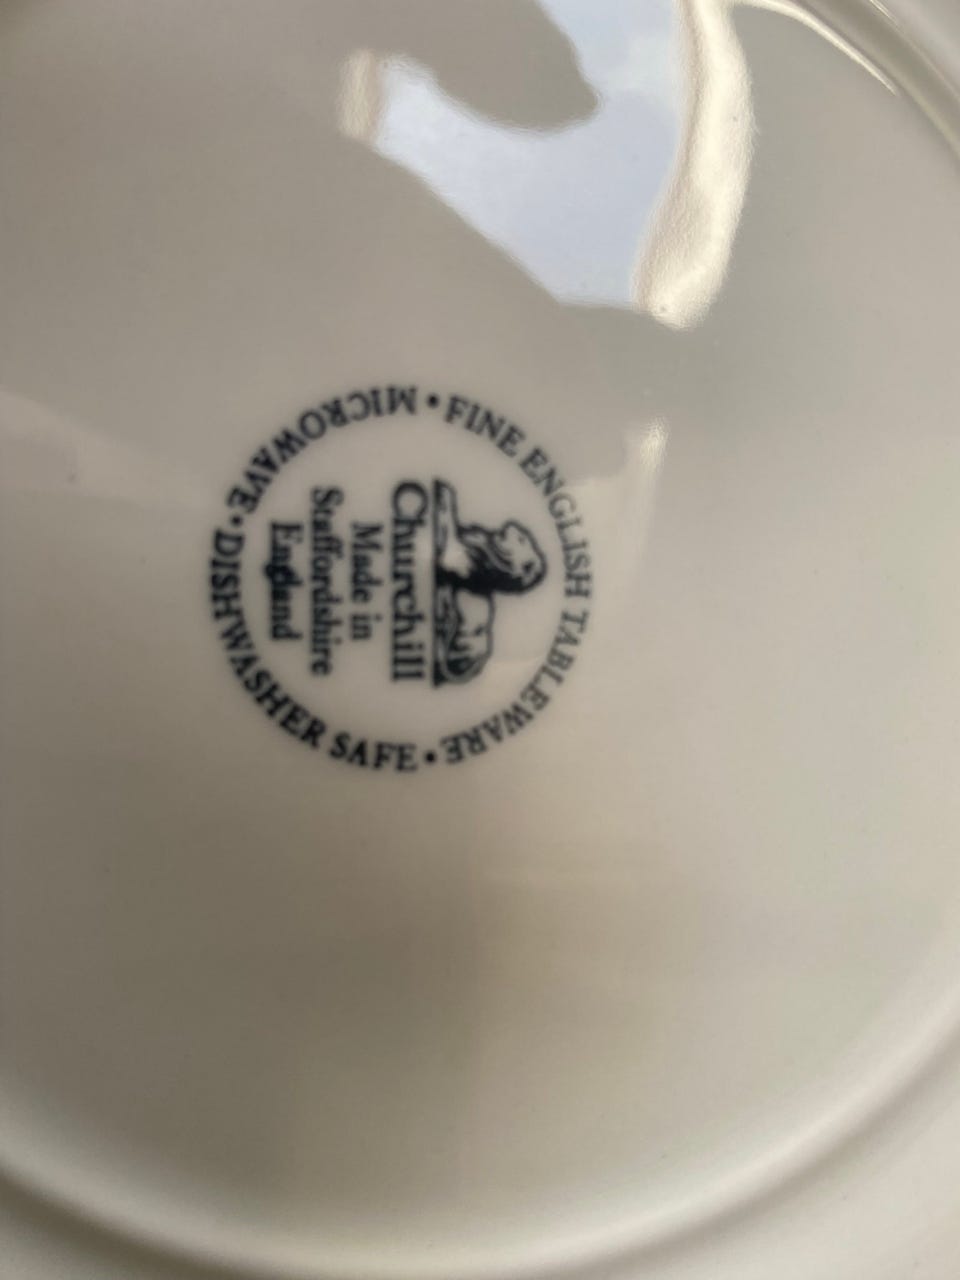 • FINE ENGLISH TABLEWARE •
Churchill
Made in
Staffordshire
England
MICROWAVE • DISHWASHER SAFE